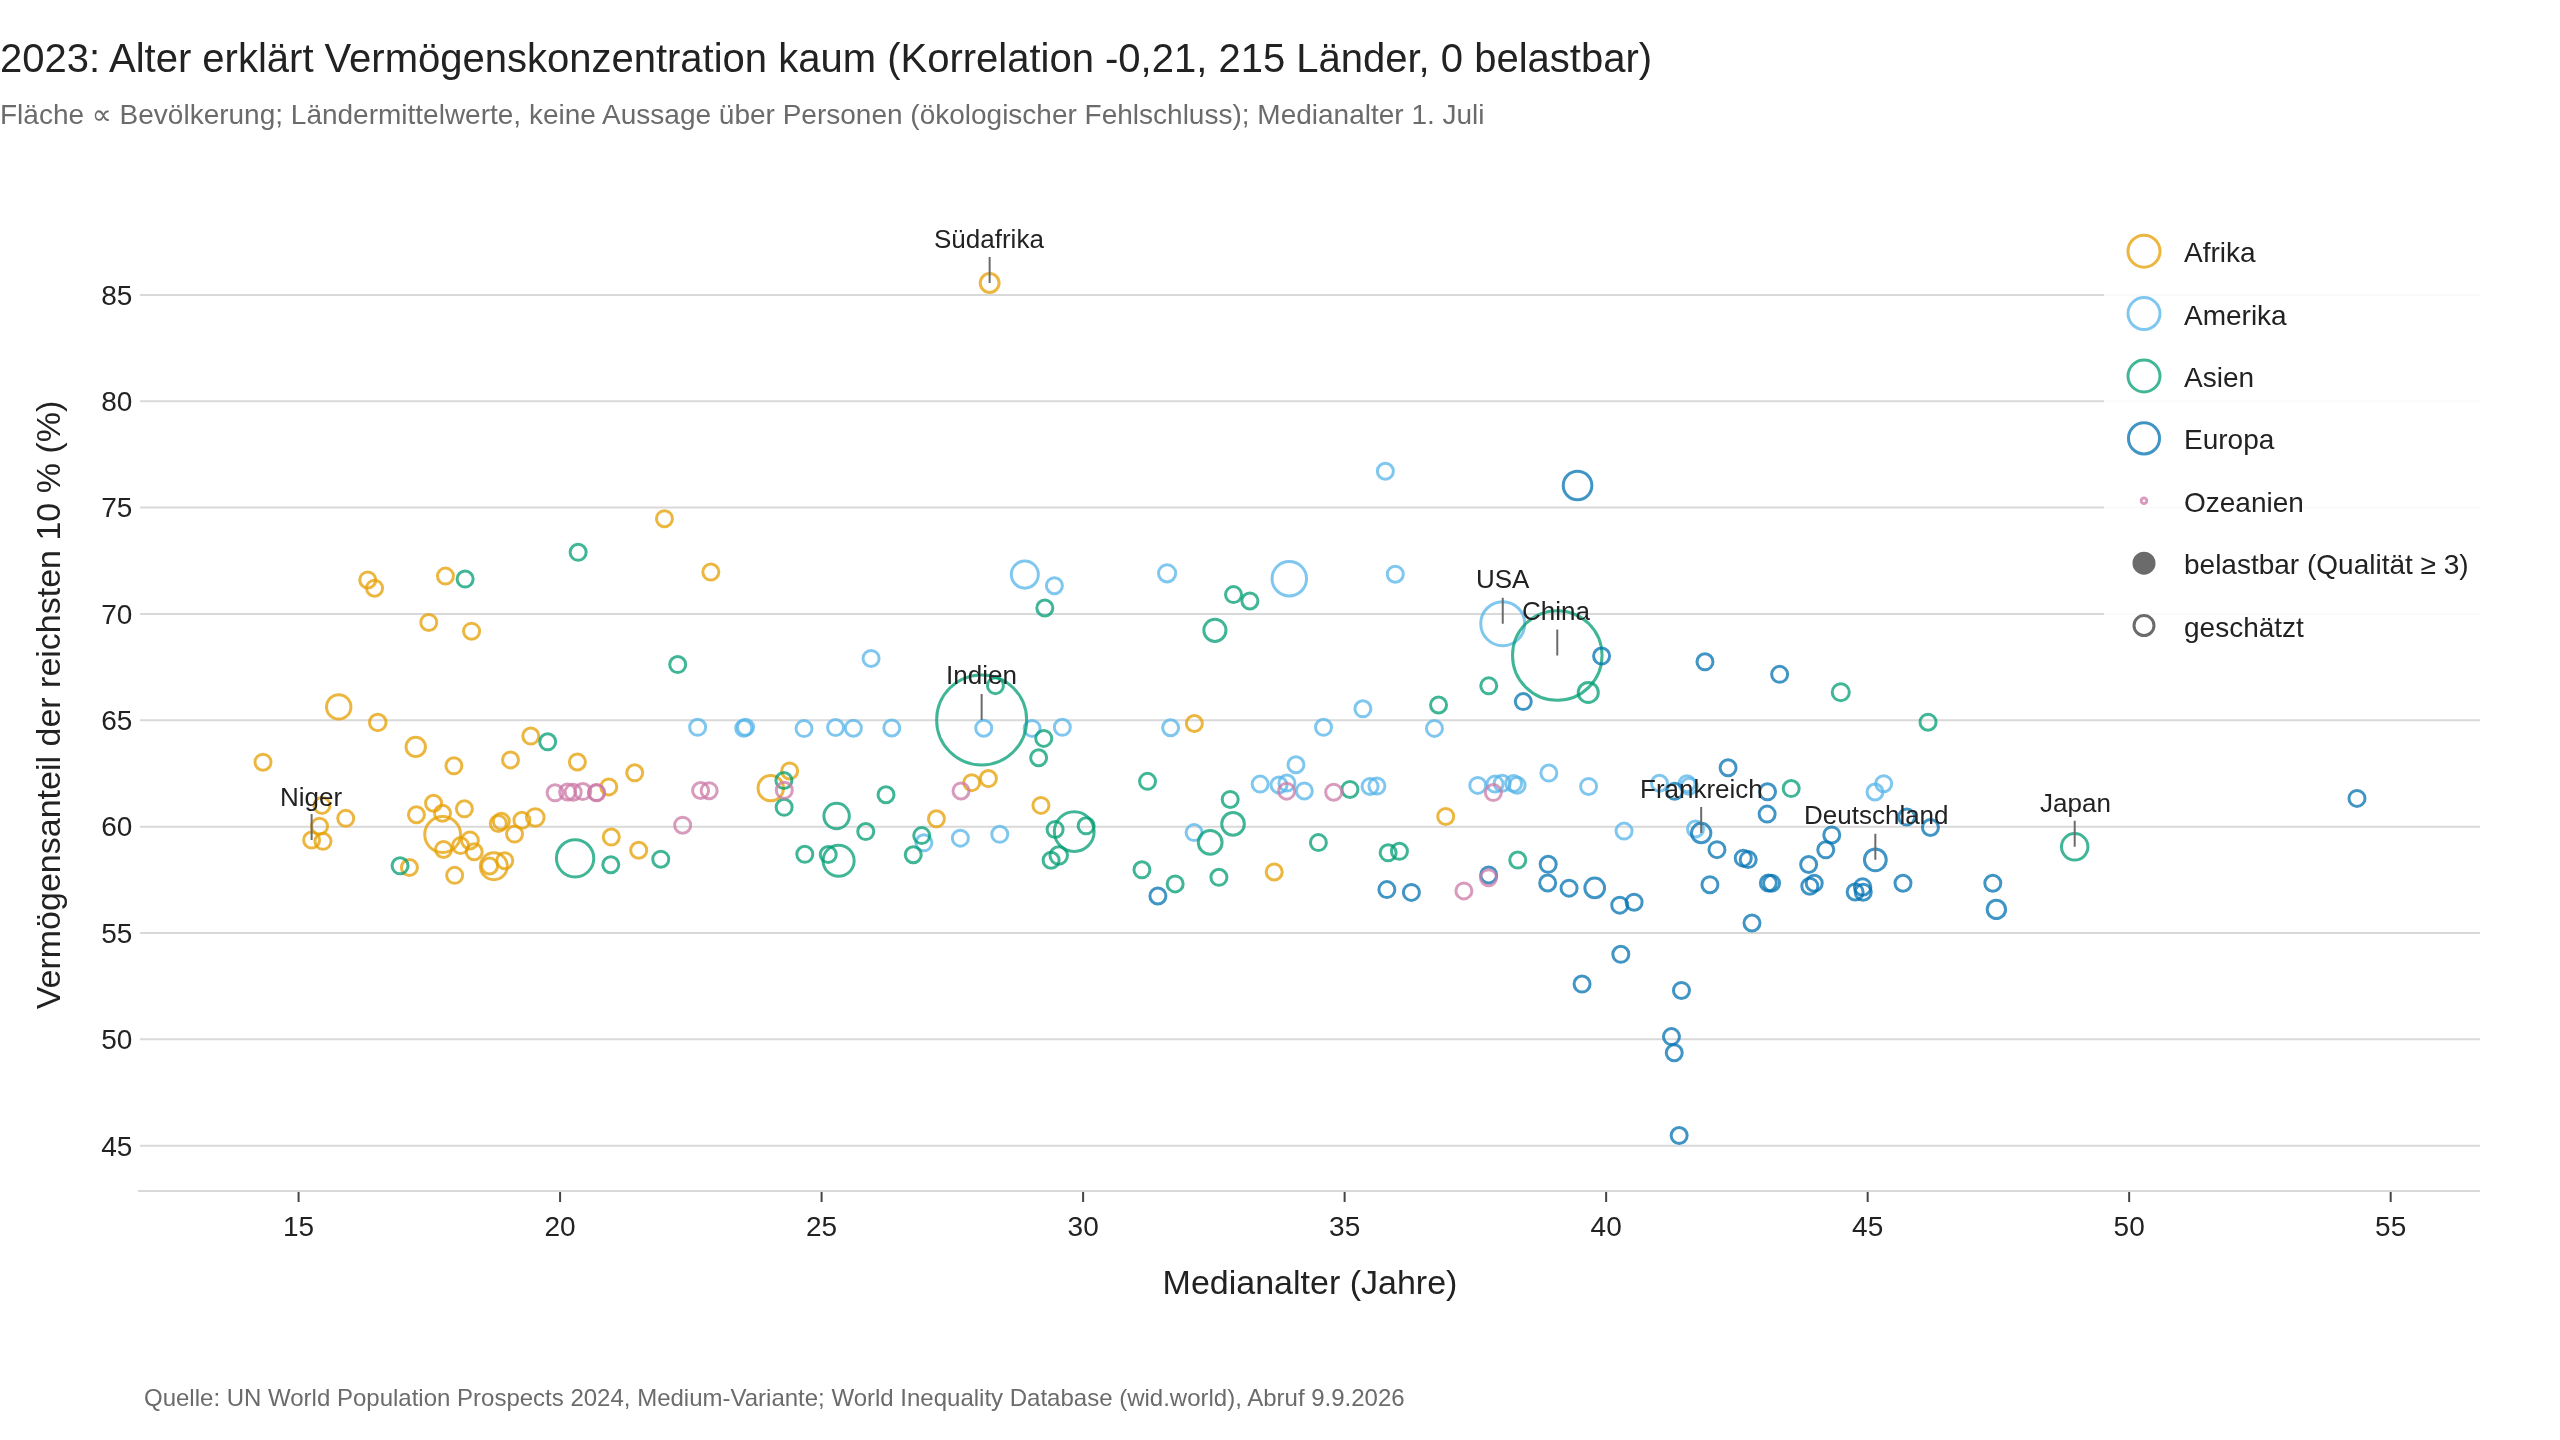 2023: Alter erklärt Vermögenskonzentration kaum (Korrelation -0,21, 215 Länder, 0 belastbar)
Fläche ∝ Bevölkerung; Ländermittelwerte, keine Aussage über Personen (ökologischer Fehlschluss); Medianalter 1. Juli
Südafrika
Afrika
85
Amerika
Asien
80
Europa
75
Ozeanien
belastbar (Qualität ≥ 3)
USA
China
70
geschätzt
Indien
65
Niger
Frankreich
Deutschland
Japan
60
55
50
45
Vermögensanteil der reichsten 10 % (%)
15
20
25
30
35
40
45
50
55
Medianalter (Jahre)
Quelle: UN World Population Prospects 2024, Medium-Variante; World Inequality Database (wid.world), Abruf 9.9.2026